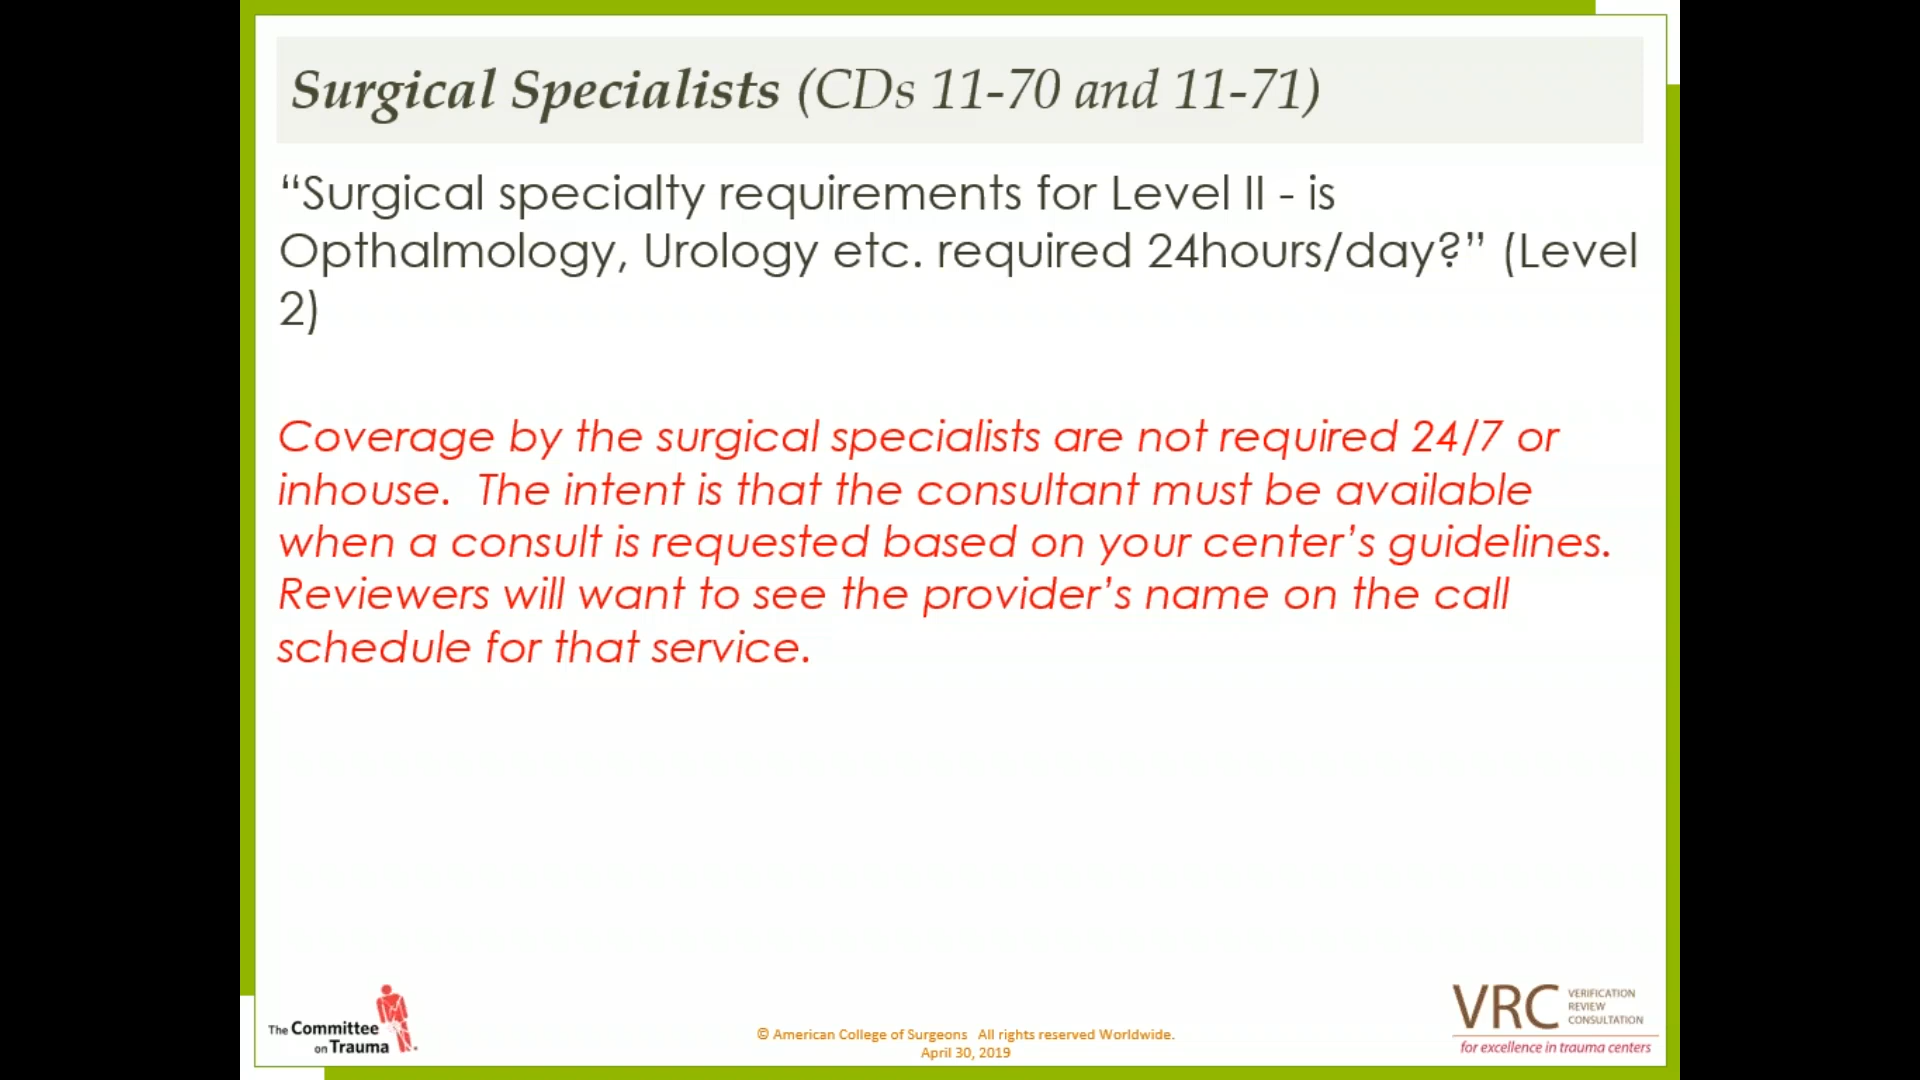 Surgical Specialists (CDs 11-70 and 11-71)
“Surgical specialty requirements for Level II - is
Opthalmology, Urology etc. required 24hours/day?” (Level
2)
Coverage by the surgical specialists are not required 24/7 or
inhouse.  The intent is that the consultant must be available
when a consult is requested based on your center’s guidelines.
Reviewers will want to see the provider’s name on the call
schedule for that service.
The Committee
on Trauma
© American College of Surgeons   All rights reserved Worldwide.
April 30, 2019
VRC
VERIFICATION
REVIEW
CONSULTATION
for excellence in trauma centers